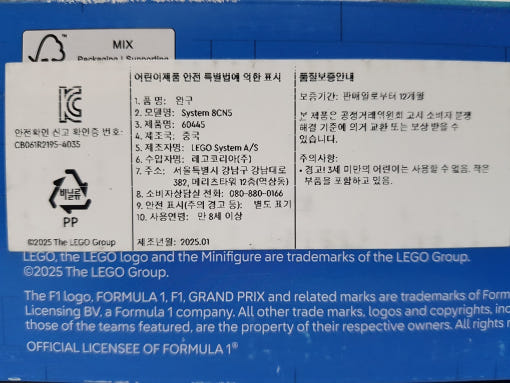 MIX
Packaging | Supporting
안전확인 신고 확인증 번호:
CB061R2195-4035
비닐류
PP
©2025 The LEGO Group
어린이제품 안전 특별법에 의한 표시
1. 품 명: 완구
2. 모델명: System 8CN5
3. 제품명: 60445
4. 제조국: 중국
5. 제조자명: LEGO System A/S
6. 수입자명: 레고코리아(주)
7. 주소: 서울특별시 강남구 강남대로
382, 메리츠타워 12층(역삼동)
8. 소비자상담실 전화: 080-880-0166
9. 안전 표시(주의 경고 등): 별도 표기
10. 사용연령: 만 8세 이상
제조년월: 2025.01
품질보증안내
보증기간: 판매일로부터 12개월
본 제품은 공정거래위원회 고시 소비자 분쟁
해결 기준에 의거 교환 또는 보상 받을 수
있습니다.
주의사항:
• 경고! 3세 미만의 어린이는 사용할 수 없음. 작은
부품을 포함하고 있음.
LEGO, the LEGO logo and the Minifigure are trademarks of the LEGO Group.
©2025 The LEGO Group.
The F1 logo, FORMULA 1, F1, GRAND PRIX and related marks are trademarks of Form
Licensing BV, a Formula 1 company. All other trade marks, logos and copyrights, inc
those of the teams featured, are the property of their respective owners. All rights r
OFFICIAL LICENSEE OF FORMULA 1®